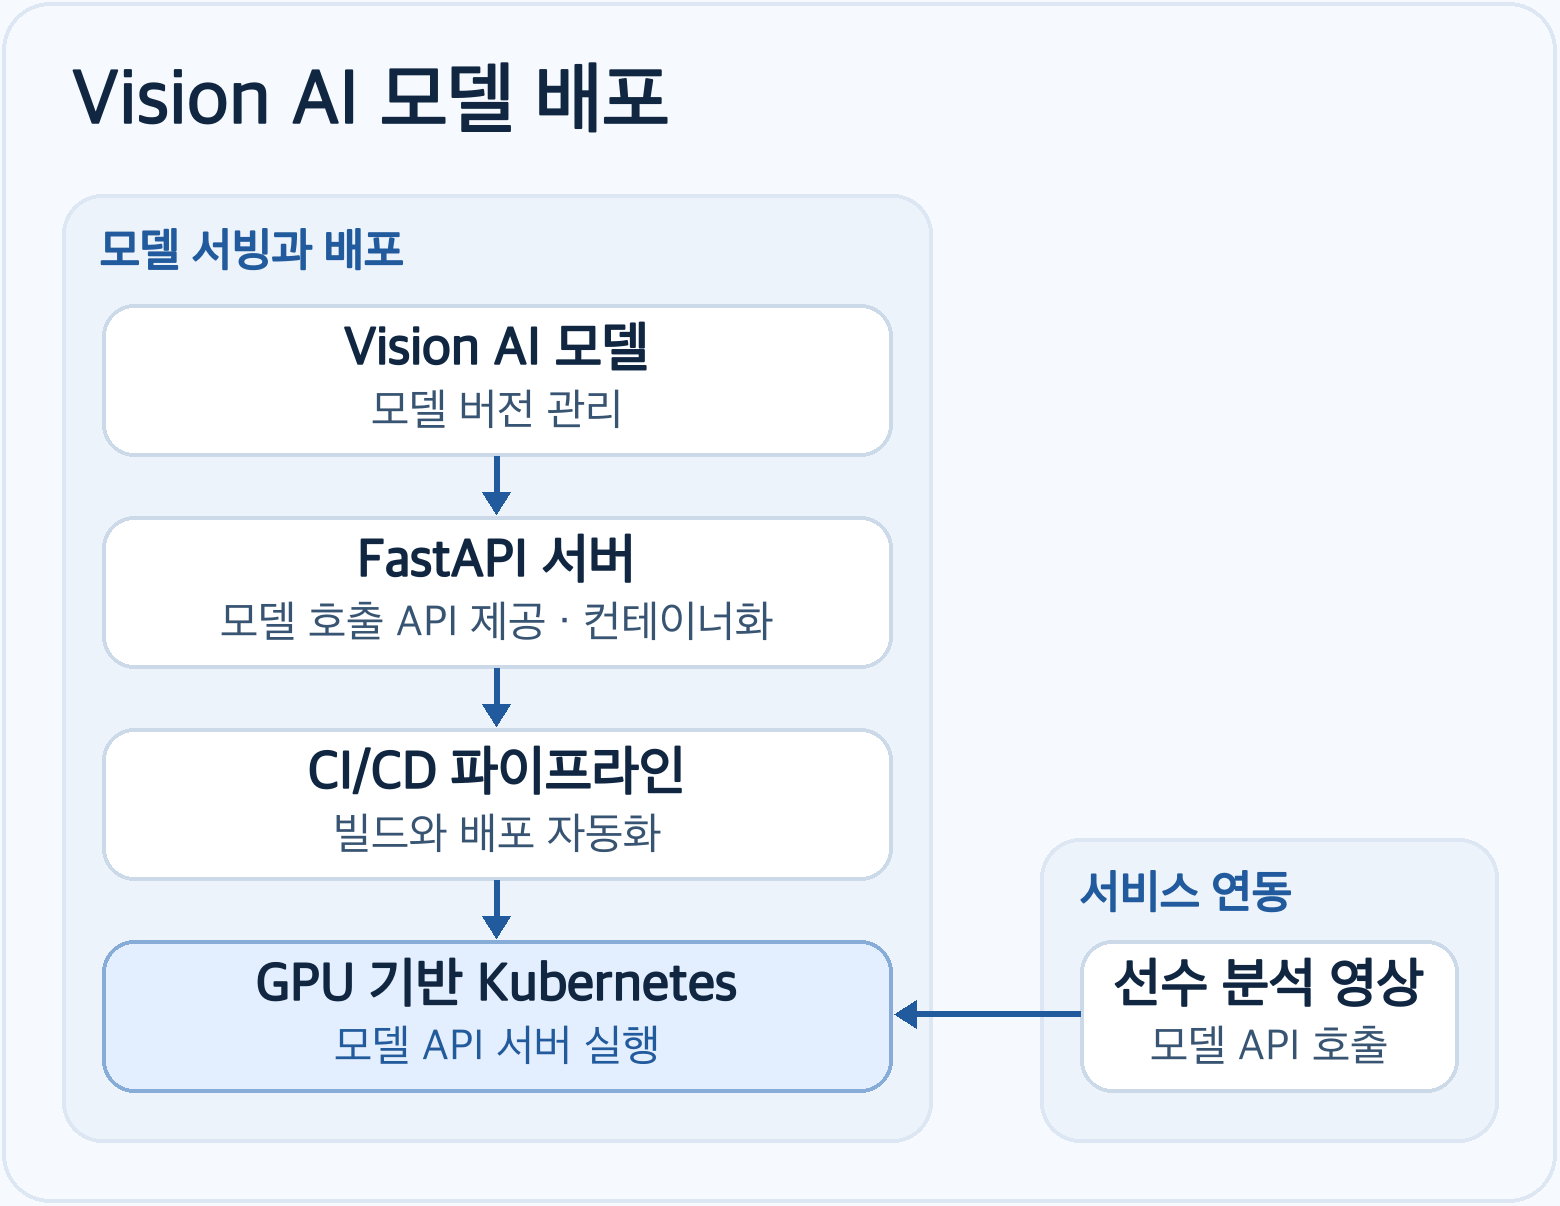 Vision AI 모델 배포
모델 서빙과 배포
Vision AI 모델
모델 버전 관리
FastAPI 서버
모델 호출 API 제공 · 컨테이너화
CI/CD 파이프라인
빌드와 배포 자동화
GPU 기반 Kubernetes
모델 API 서버 실행
서비스 연동
선수 분석 영상
모델 API 호출